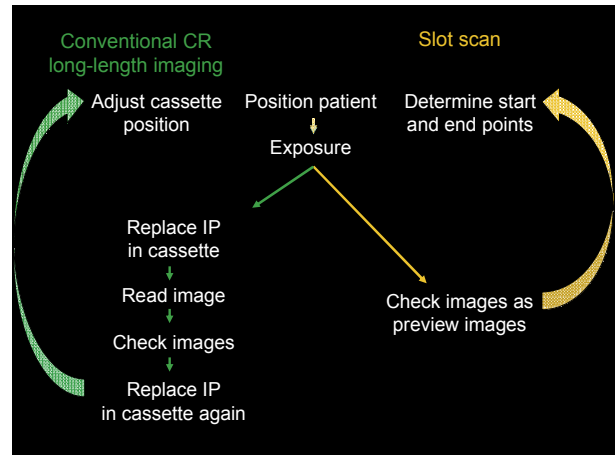 Conventional CR
long-length imaging
Slot scan
Adjust cassette
position
Position patient
Exposure
Determine start
and end points
Replace IP
in cassette
Read image
Check images
Replace IP
in cassette again
Check images as
preview images